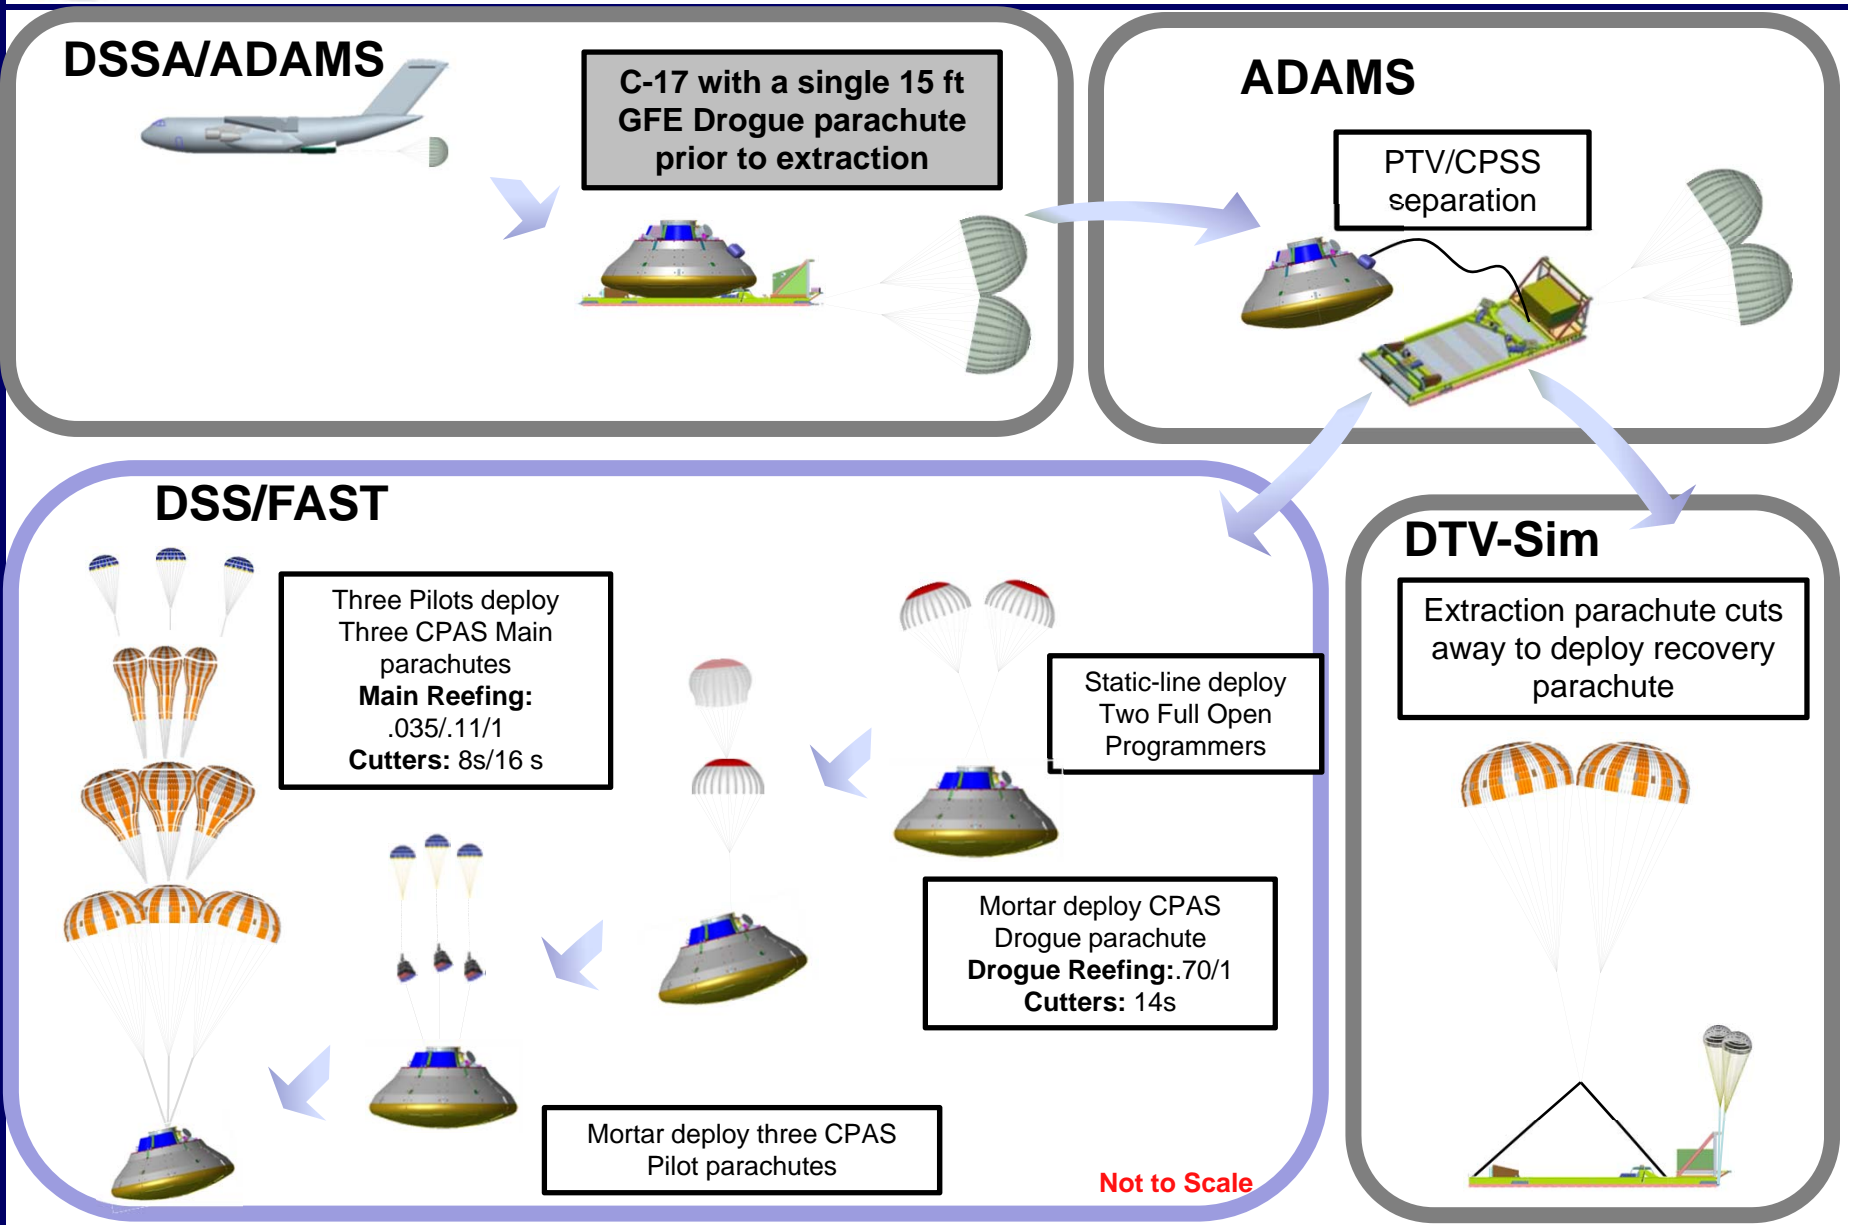 DSSA/ADAMS
C-17 with a single 15 ft
GFE Drogue parachute
prior to extraction
ADAMS
PTV/CPSS
separation
DSS/FAST
Three Pilots deploy
Three CPAS Main
parachutes
Main Reefing:
.035/.11/1
Cutters: 8s/16 s
Static-line deploy
Two Full Open
Programmers
Mortar deploy CPAS
Drogue parachute
Drogue Reefing:.70/1
Cutters: 14s
Mortar deploy three CPAS
Pilot parachutes
Not to Scale
DTV-Sim
Extraction parachute cuts
away to deploy recovery
parachute